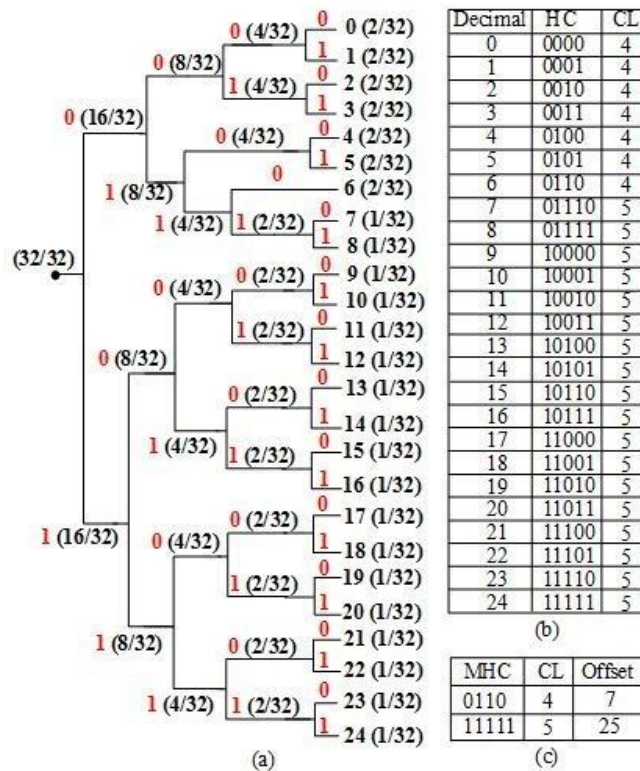 0 (4/32) 0 0 (2/32)
0 (8/32) 1 1 (2/32)
1 (4/32) 0 2 (2/32)
1 3 (2/32)
0 (16/32)
0 (4/32) 0 4 (2/32)
1 5 (2/32)
1 (8/32) 0 6 (2/32)
1 (4/32) 1 (2/32) 0 7 (1/32)
1 8 (1/32)
(32/32)
0 (4/32) 0 (2/32) 0 9 (1/32)
1 10 (1/32)
1 (2/32) 0 11 (1/32)
1 12 (1/32)
0 (8/32)
0 (2/32) 0 13 (1/32)
1 14 (1/32)
1 (4/32) 1 (2/32) 0 15 (1/32)
1 16 (1/32)
1 (16/32)
0 (4/32) 0 (2/32) 0 17 (1/32)
1 18 (1/32)
1 (2/32) 0 19 (1/32)
1 20 (1/32)
1 (8/32)
0 (2/32) 0 21 (1/32)
1 22 (1/32)
1 (4/32) 1 (2/32) 0 23 (1/32)
1 24 (1/32)
(a)
Decimal HC CL
0 0000 4
1 0001 4
2 0010 4
3 0011 4
4 0100 4
5 0101 4
6 0110 4
7 01110 5
8 01111 5
9 10000 5
10 10001 5
11 10010 5
12 10011 5
13 10100 5
14 10101 5
15 10110 5
16 10111 5
17 11000 5
18 11001 5
19 11010 5
20 11011 5
21 11100 5
22 11101 5
23 11110 5
24 11111 5
(b)
MHC CL Offset
0110 4 7
11111 5 25
(c)